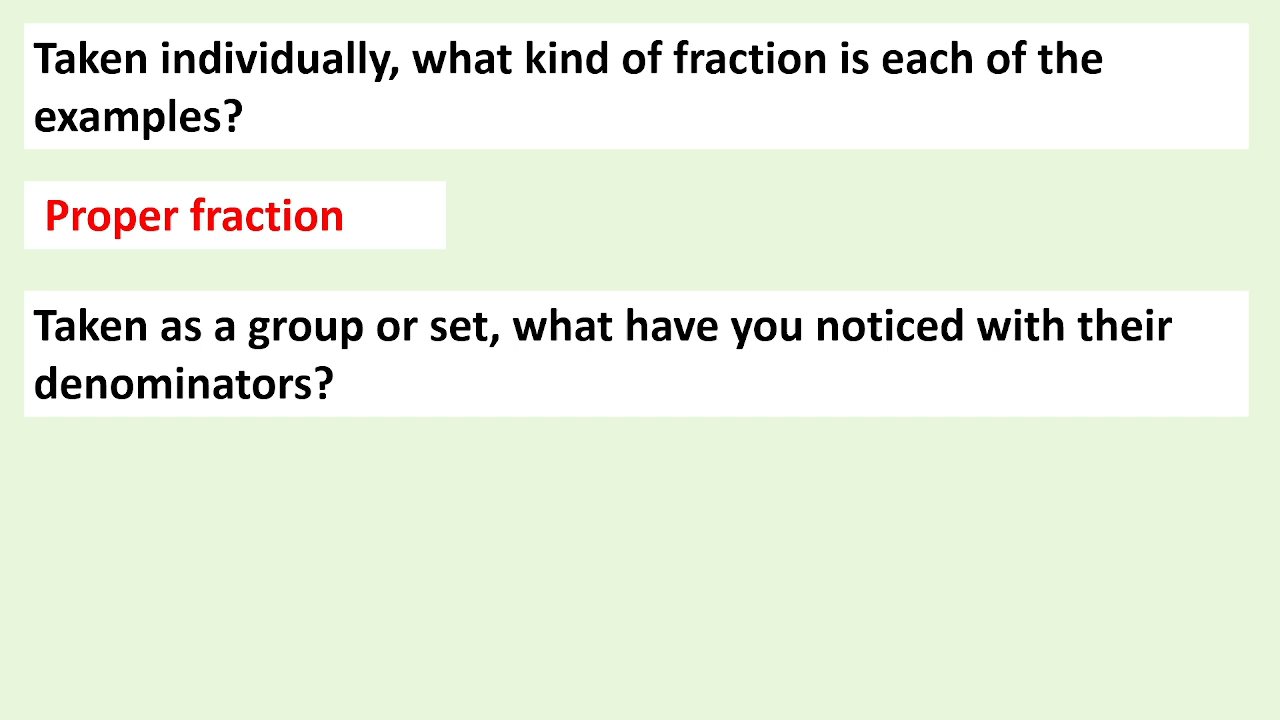 Taken individually, what kind of fraction is each of the
examples?
Proper fraction
Taken as a group or set, what have you noticed with their
denominators?